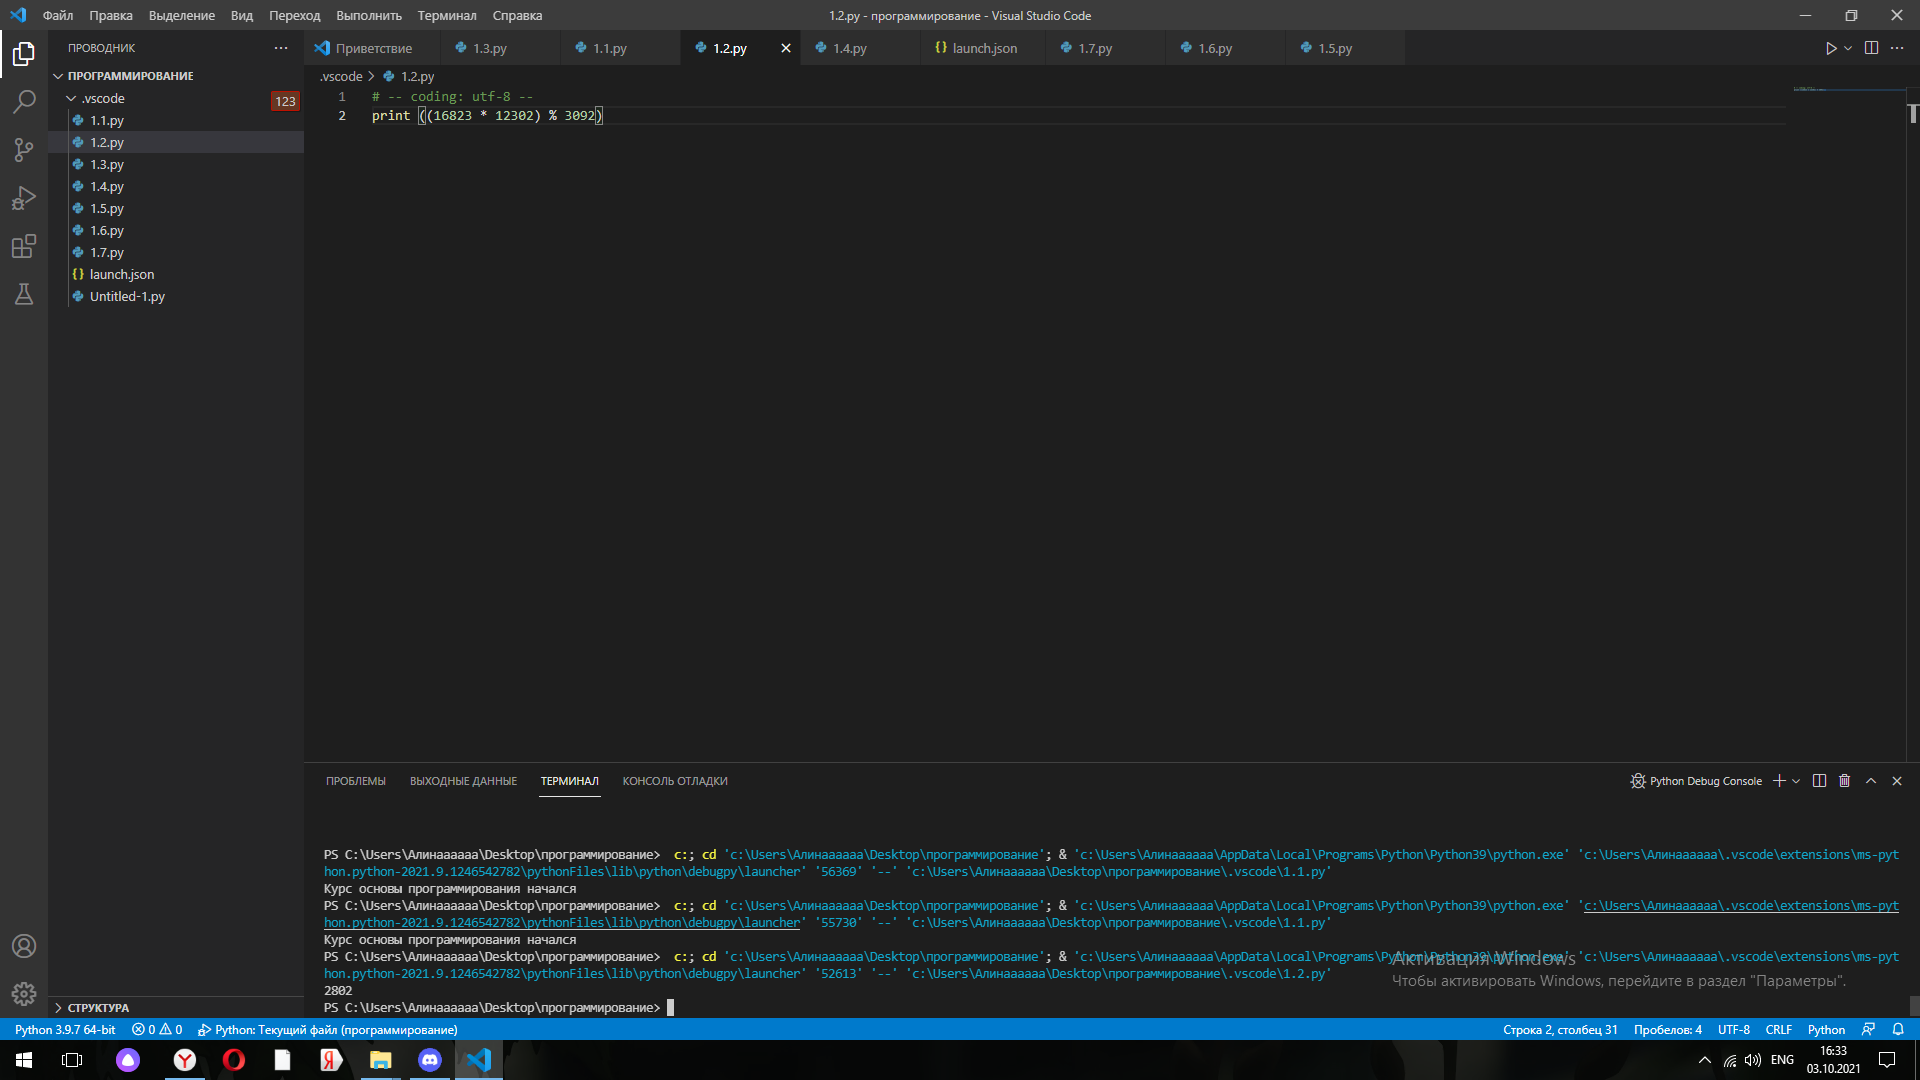 Файл Правка Выделение Вид Переход Выполнить Терминал Справка
1.2.py - программирование - Visual Studio Code
ПРОВОДНИК
ПРОГРАММИРОВАНИЕ
.vscode 123
1.1.py
1.2.py
1.3.py
1.4.py
1.5.py
1.6.py
1.7.py
launch.json
Untitled-1.py
СТРУКТУРА
Приветствие 1.3.py 1.1.py 1.2.py 1.4.py launch.json 1.7.py 1.6.py 1.5.py
.vscode > 1.2.py
1 # -- coding: utf-8 --
2 print ((16823 * 12302) % 3092)
ПРОБЛЕМЫ ВЫХОДНЫЕ ДАННЫЕ ТЕРМИНАЛ КОНСОЛЬ ОТЛАДКИ
Python Debug Console
PS C:\Users\Алинаааааа\Desktop\программирование>  c:; cd 'c:\Users\Алинаааааа\Desktop\программирование'; & 'c:\Users\Алинаааааа\AppData\Local\Programs\Python\Python39\python.exe' 'c:\Users\Алинаааааа\.vscode\extensions\ms-pyt
hon.python-2021.9.1246542782\pythonFiles\lib\python\debugpy\launcher' '56369' '--' 'c:\Users\Алинаааааа\Desktop\программирование\.vscode\1.1.py'
Курс основы программирования начался
PS C:\Users\Алинаааааа\Desktop\программирование>  c:; cd 'c:\Users\Алинаааааа\Desktop\программирование'; & 'c:\Users\Алинаааааа\AppData\Local\Programs\Python\Python39\python.exe' 'c:\Users\Алинаааааа\.vscode\extensions\ms-pyt
hon.python-2021.9.1246542782\pythonFiles\lib\python\debugpy\launcher' '55730' '--' 'c:\Users\Алинаааааа\Desktop\программирование\.vscode\1.1.py'
Курс основы программирования начался
PS C:\Users\Алинаааааа\Desktop\программирование>  c:; cd 'c:\Users\Алинаааааа\Desktop\программирование'; & 'c:\Users\Алинаааааа\AppData\Local\Programs\Python\Python39\python.exe' 'c:\Users\Алинаааааа\.vscode\extensions\ms-pyt
hon.python-2021.9.1246542782\pythonFiles\lib\python\debugpy\launcher' '52613' '--' 'c:\Users\Алинаааааа\Desktop\программирование\.vscode\1.2.py'
2802
PS C:\Users\Алинаааааа\Desktop\программирование>
Активация Windows
Чтобы активировать Windows, перейдите в раздел "Параметры".
Python 3.9.7 64-bit 0 0 Python: Текущий файл (программирование)
Строка 2, столбец 31 Пробелов: 4 UTF-8 CRLF Python
ENG 16:33
03.10.2021